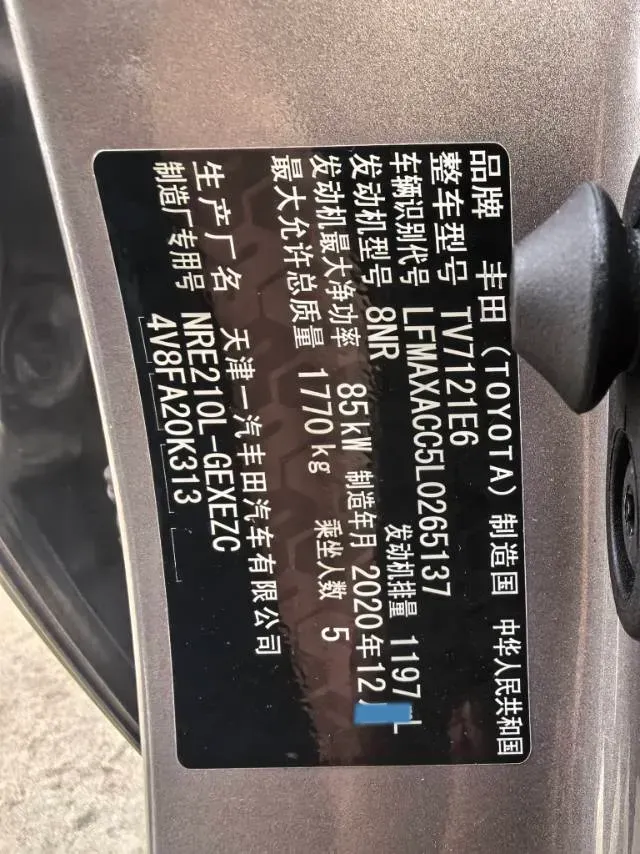 品牌 丰田 (TOYOTA) 制造国 中华人民共和国
整车型号 TV7121E6
车辆识别代号 LFMAXACC5L0265137
发动机型号 8NR 发动机排量 1197 mL
发动机最大净功率 85kW 制造年月 2020年12
最大允许总质量 1770kg 乘坐人数 5
生产厂名 天津一汽丰田汽车有限公司
制造厂专用号 NRE210L-GEXEZC
4V8FA20K313